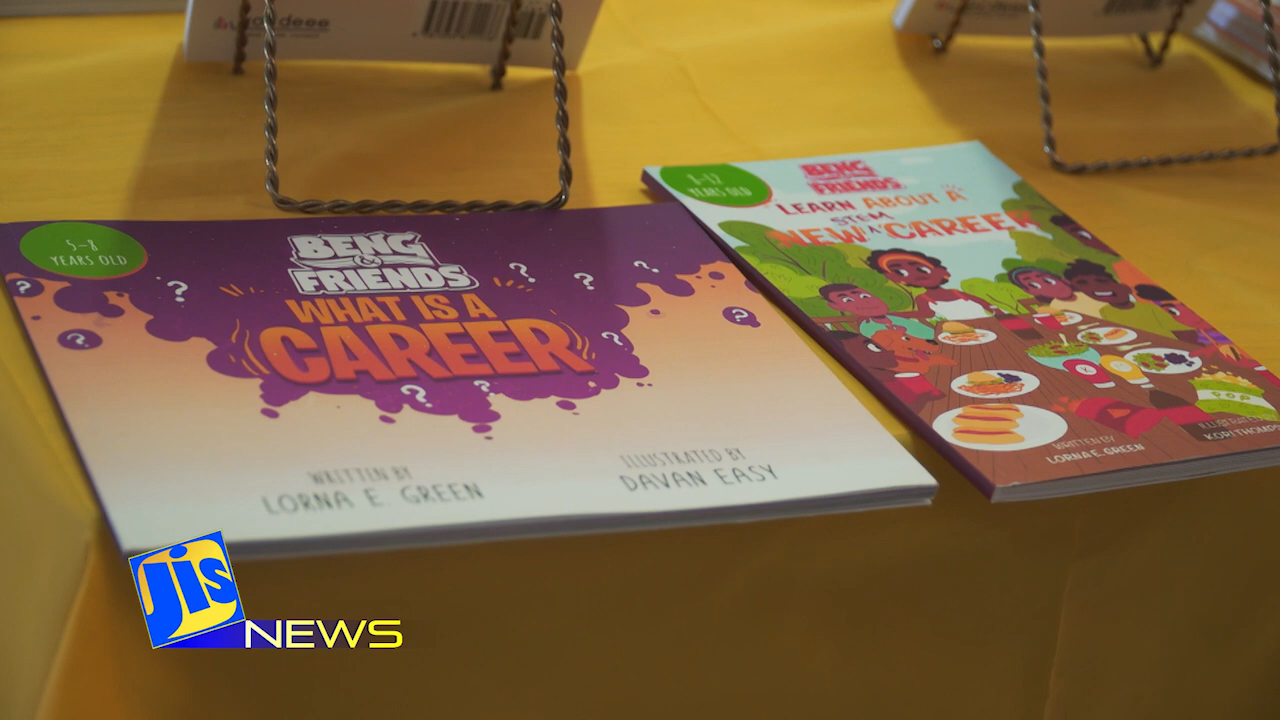 5-8
YEARS OLD
BENG
&
FRIENDS
WHAT IS A
CAREER
WRITTEN BY
LORNA E GREEN
ILLUSTRATED BY
DAVAN EASY
YEARS OLD
BENG
FRIENDS
LEARN ABOUT A
STEM
NEW CAREER
POP
WRITTEN BY
LORNA E. GREEN
jis
NEWS